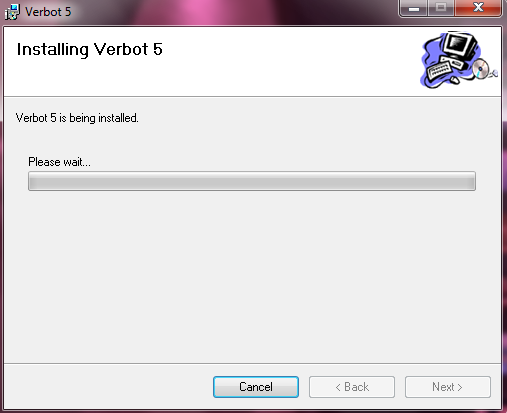 Verbot 5
Installing Verbot 5
Verbot 5 is being installed.
Please wait...
Cancel
< Back
Next >